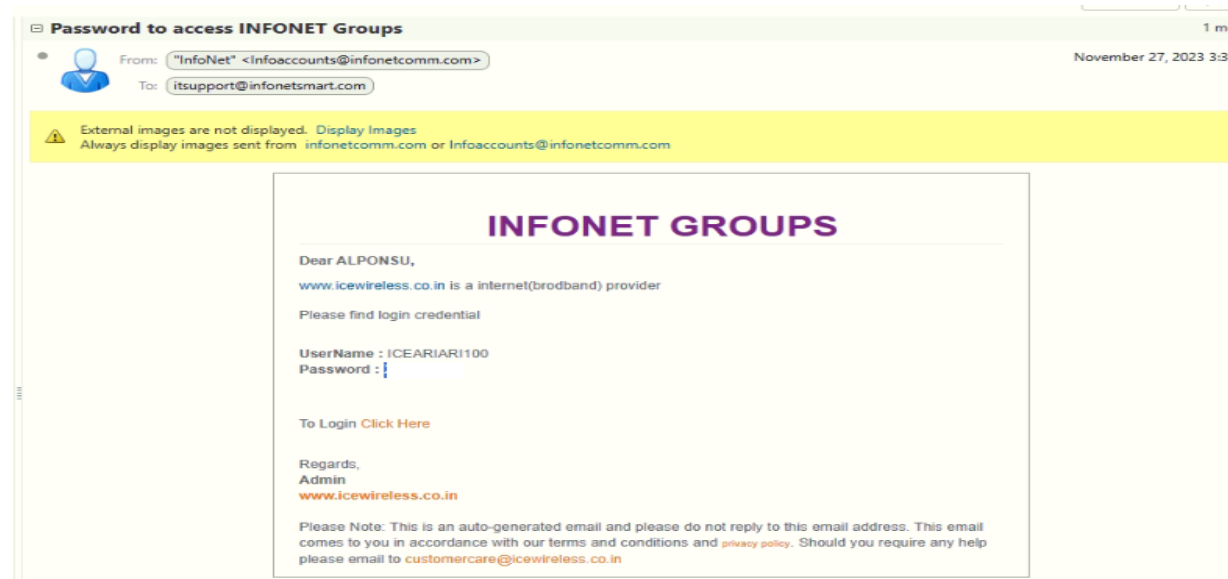 Password to access INFONET Groups
1 m
From: "InfoNet" <Infoaccounts@infonetcomm.com>
November 27, 2023 3:3
To: itsupport@infonetsmart.com
External images are not displayed. Display Images
Always display images sent from infonetcomm.com or Infoaccounts@infonetcomm.com
INFONET GROUPS
Dear ALPONSU,
www.icewireless.co.in is a internet(brodband) provider
Please find login credential
UserName : ICEARIARI100
Password :
To Login Click Here
Regards,
Admin
www.icewireless.co.in
Please Note: This is an auto-generated email and please do not reply to this email address. This email
comes to you in accordance with our terms and conditions and privacy policy. Should you require any help
please email to customercare@icewireless.co.in